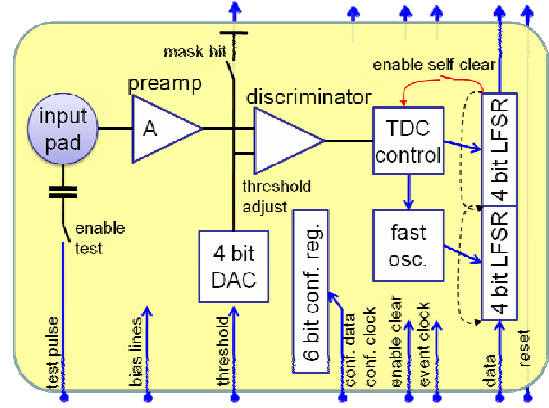 mask hit
enable self clear
preamp
discriminator
input
pad
A
TDC
control
4 bit LFSR
threshold
adjust
enable
test
4 bit
DAC
6 bit conf. reg.
fast
osc.
4 bit LFSR
test pulse
bias lines
threshold
conf. data
conf. clock
enable clear
event clock
data
reset